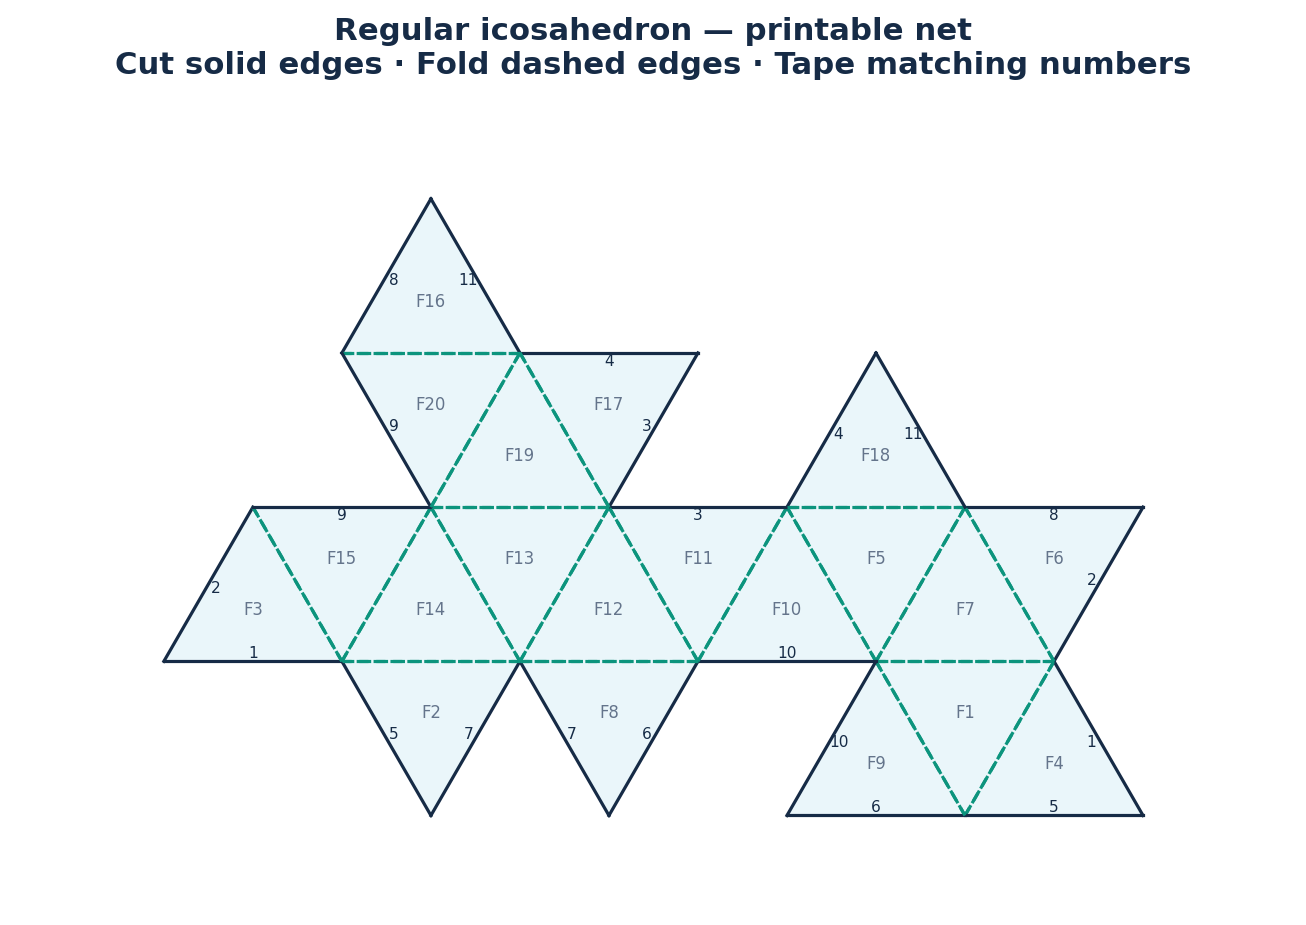 Regular icosahedron — printable net
Cut solid edges · Fold dashed edges · Tape matching numbers
8 11
F16
4
F20 F17
9 3
4 11
F19 F18
9 3 8
F15 F13 F11 F5 F6
2 2
F3 F14 F12 F10 F7
1 10
F2 F8 F1
5 7 7 6
10 1
F9 F4
6 5